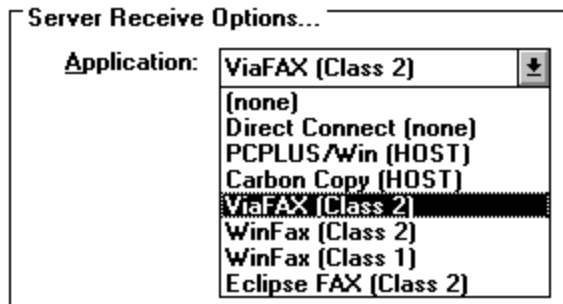 Server Receive Options...
Application: ViaFAX (Class 2)
(none)
Direct Connect (none)
PCPLUS/Win (HOST)
Carbon Copy (HOST)
ViaFAX (Class 2)
WinFax (Class 2)
WinFax (Class 1)
Eclipse FAX (Class 2)